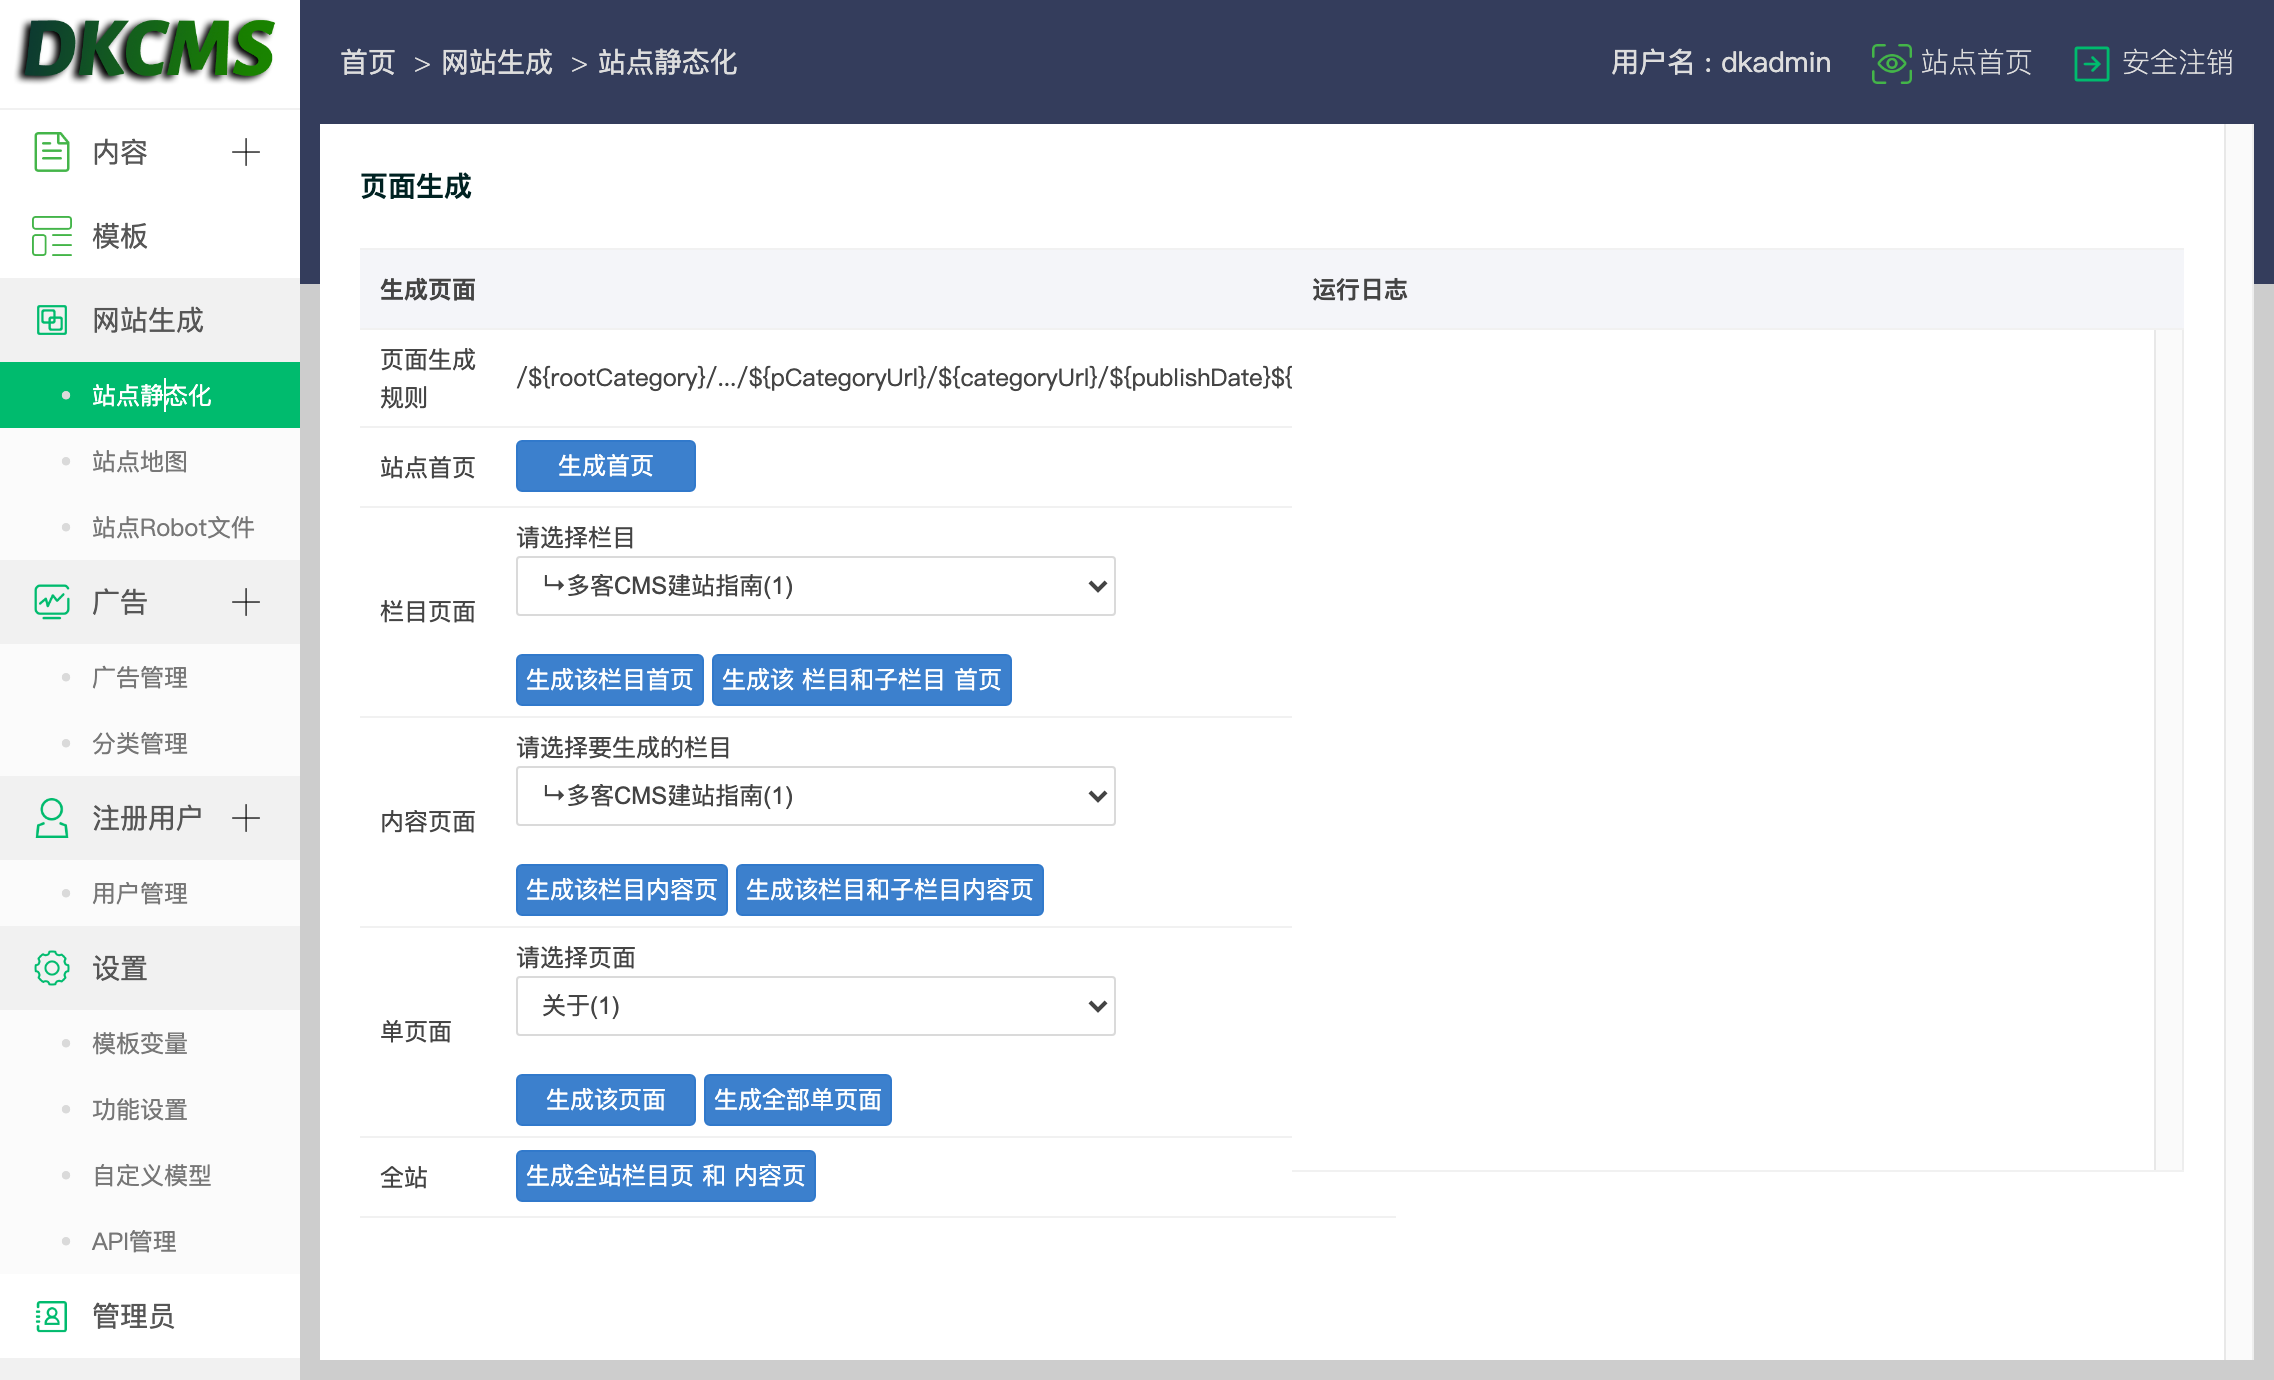 DKCMS
首页 > 网站生成 > 站点静态化
用户名：dkadmin
站点首页
安全注销
内容
模板
网站生成
站点静态化
站点地图
站点Robot文件
广告
广告管理
分类管理
注册用户
用户管理
设置
模板变量
功能设置
自定义模型
API管理
管理员
页面生成
生成页面
运行日志
页面生成
规则
/${rootCategory}/.../${pCategoryUrl}/${categoryUrl}/${publishDate}${
站点首页
生成首页
栏目页面
请选择栏目
↪多客CMS建站指南(1)
生成该栏目首页
生成该 栏目和子栏目 首页
内容页面
请选择要生成的栏目
↪多客CMS建站指南(1)
生成该栏目内容页
生成该栏目和子栏目内容页
单页面
请选择页面
关于(1)
生成该页面
生成全部单页面
全站
生成全站栏目页 和 内容页